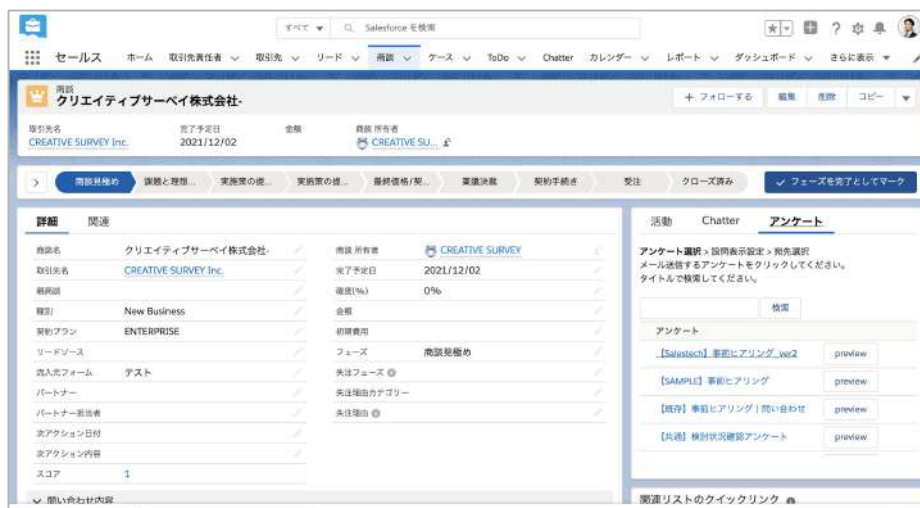 すべて ▼ Salesforce を検索
セールス ホーム 取引先責任者 取引先 リード 商談 ケース ToDo Chatter カレンダー レポート ダッシュボード さらに表示 ▼
商談
クリエイティブサーベイ株式会社-
+ フォローする 編集 削除 コピー ▼
取引先名 完了予定日 金額 商談 所有者
CREATIVE SURVEY Inc. 2021/12/02 CREATIVE SU...
商談見極め 課題と理想... 実施策の提... 実施策の提... 最終価格/契... 稟議決裁 契約手続き 受注 クローズ済み ✓ フェーズを完了としてマーク
詳細 関連
商談名 クリエイティブサーベイ株式会社- 商談 所有者 CREATIVE SURVEY
取引先名 CREATIVE SURVEY Inc. 完了予定日 2021/12/02
親商談 確度(%) 0%
種別 New Business 金額
契約プラン ENTERPRISE 初期費用
リードソース フェーズ 商談見極め
流入元フォーム テスト 失注フェーズ
パートナー 失注理由カテゴリー
パートナー担当者 失注理由
次アクション日付
次アクション内容
スコア 1
問い合わせ内容
活動 Chatter アンケート
アンケート選択 > 設問表示設定 > 宛先選択
メール送信するアンケートをクリックしてください。
タイトルで検索してください。
検索
アンケート
【Salestech】事前ヒアリング_ver2 preview
【SAMPLE】事前ヒアリング preview
【既存】事前ヒアリング | 問い合わせ preview
【共通】検討状況確認アンケート preview
関連リストのクイックリンク